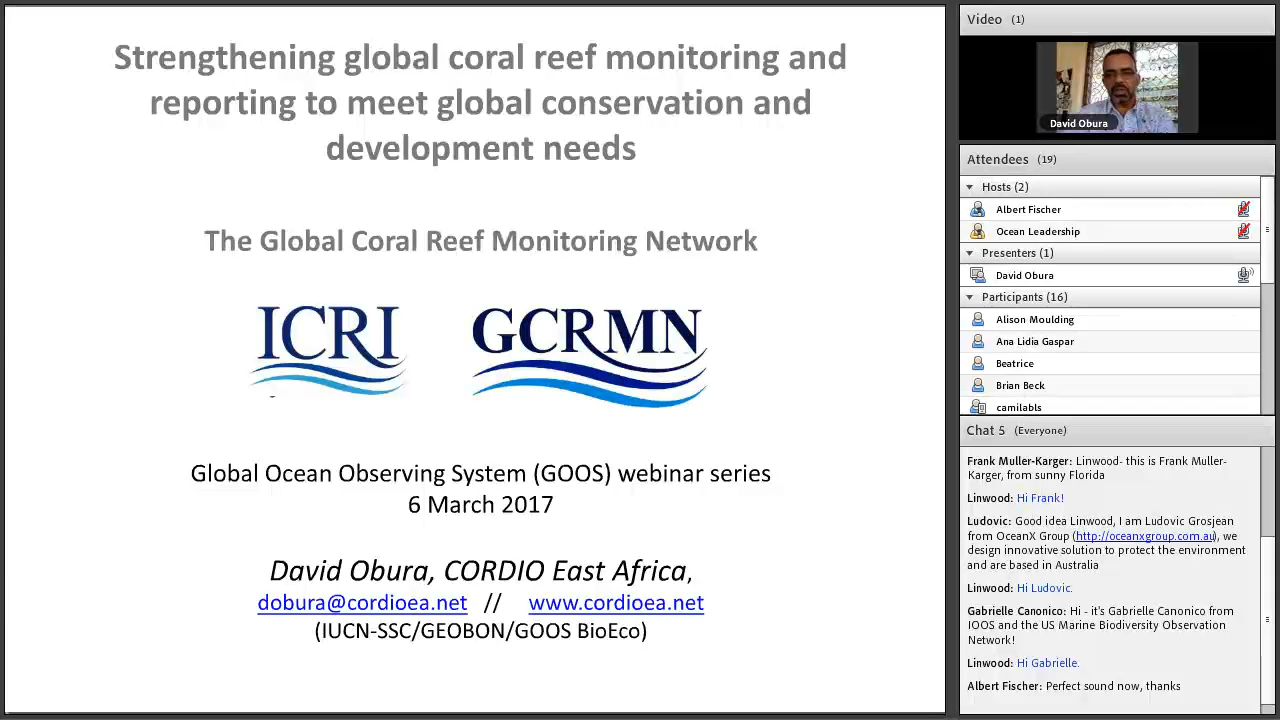 Strengthening global coral reef monitoring and
reporting to meet global conservation and
development needs
The Global Coral Reef Monitoring Network
ICRI
GCRMN
Global Ocean Observing System (GOOS) webinar series
6 March 2017
David Obura, CORDIO East Africa,
dobura@cordioea.net // www.cordioea.net
(IUCN-SSC/GEOBON/GOOS BioEco)
Video (1)
David Obura
Attendees (19)
Hosts (2)
Albert Fischer
Ocean Leadership
Presenters (1)
David Obura
Participants (16)
Alison Moulding
Ana Lidia Gaspar
Beatrice
Brian Beck
camilabls
Chat 5 (Everyone)
Frank Muller-Karger: Linwood- this is Frank Muller-
Karger, from sunny Florida
Linwood: Hi Frank!
Ludovic: Good idea Linwood, I am Ludovic Grosjean
from OceanX Group (http://oceanxgroup.com.au), we
design innovative solution to protect the environment
and are based in Australia
Linwood: Hi Ludovic.
Gabrielle Canonico: Hi - it's Gabrielle Canonico from
IOOS and the US Marine Biodiversity Observation
Network!
Linwood: Hi Gabrielle.
Albert Fischer: Perfect sound now, thanks